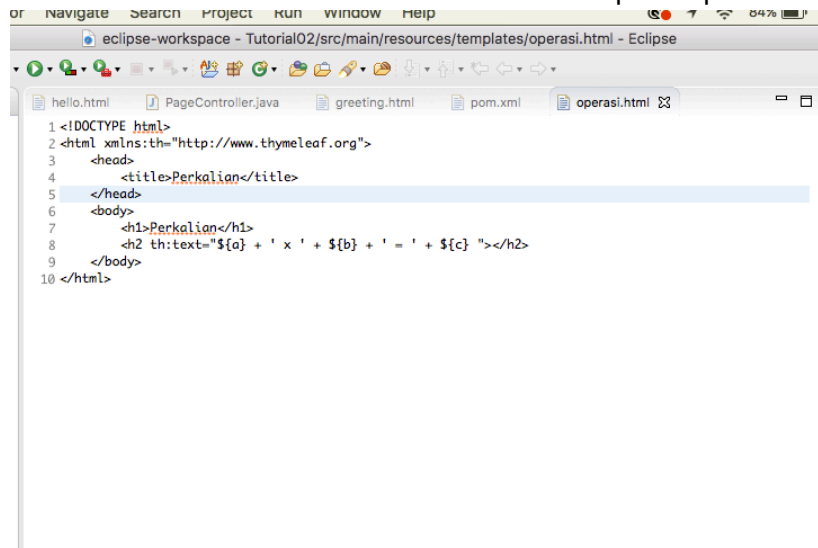 Navigate Search Project Run Window Help 84%
eclipse-workspace - Tutorial02/src/main/resources/templates/operasi.html - Eclipse
hello.html PageController.java greeting.html pom.xml operasi.html
1 <!DOCTYPE html>
2 <html xmlns:th="http://www.thymeleaf.org">
3 <head>
4 <title>Perkalian</title>
5 </head>
6 <body>
7 <h1>Perkalian</h1>
8 <h2 th:text="${a} + ' x ' + ${b} + ' = ' + ${c} "></h2>
9 </body>
10 </html>